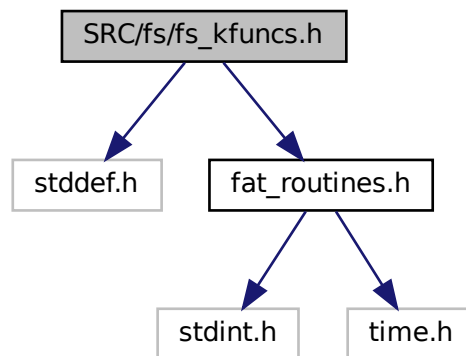 SRC/fs/fs_kfuncs.h
stddef.h
fat_routines.h
stdint.h
time.h